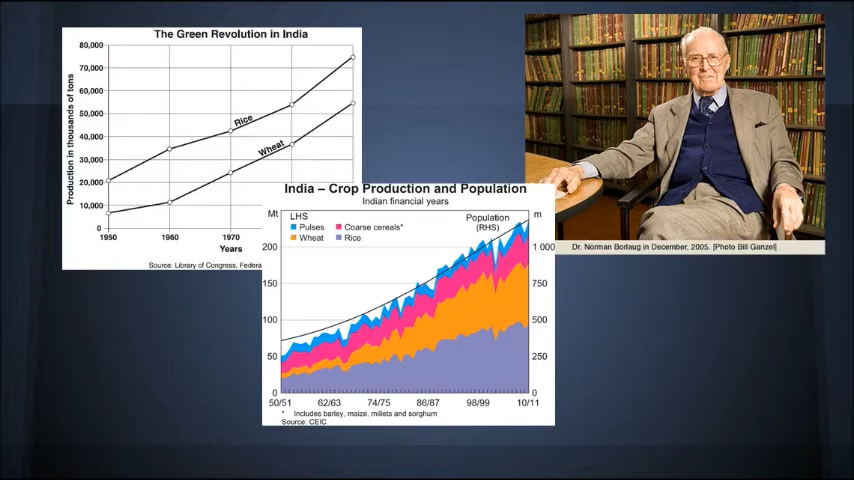 The Green Revolution in India
80,000
70,000
60,000
50,000
40,000
30,000
20,000
10,000
0
Production in thousands of tons
Rice
Wheat
1950
1960
1970
Years
Source: Library of Congress, Federa
India – Crop Production and Population
Indian financial years
Mt
LHS
Pulses
Coarse cereals*
Wheat
Rice
Population
(RHS)
m
200
150
100
50
0
1 000
750
500
250
0
50/51
62/63
74/75
86/87
98/99
10/11
* Includes barley, maize, millets and sorghum
Source: CEIC
Dr. Norman Borlaug in December, 2005. [Photo Bill Ganzel]